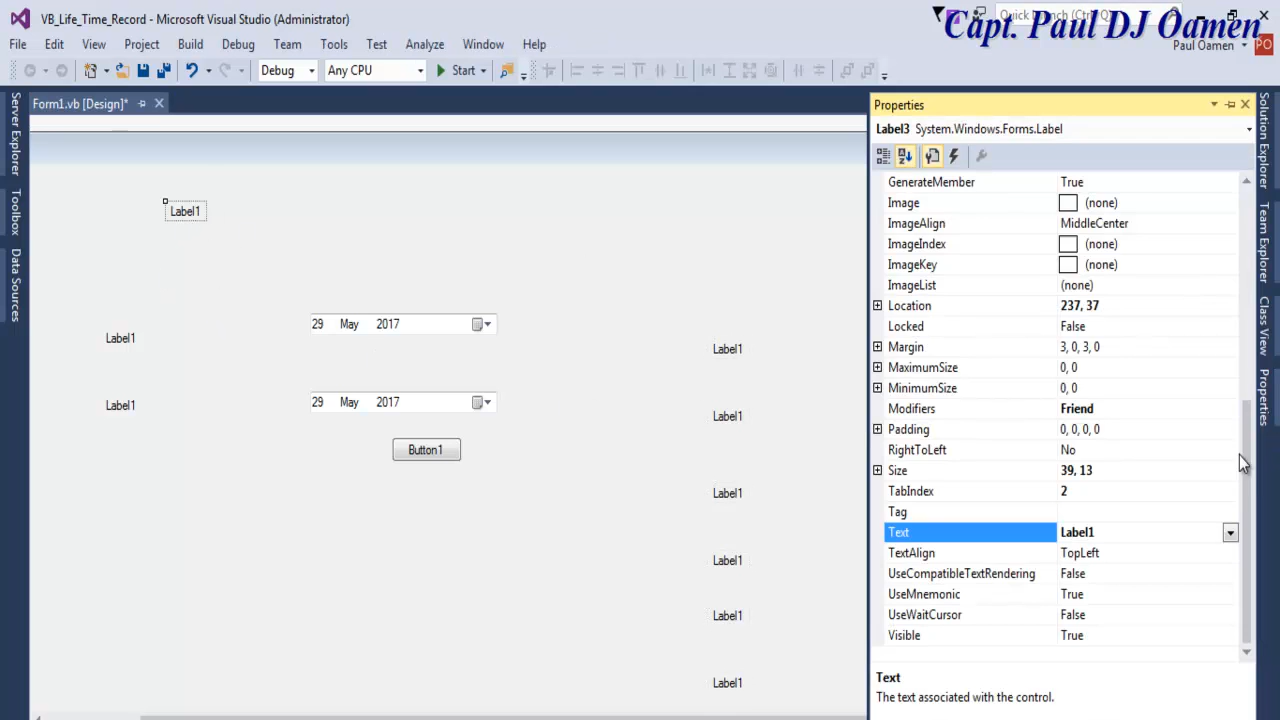 VB_Life_Time_Record - Microsoft Visual Studio (Administrator)
Quick Launch (Ctrl+Q)
Capt. Paul DJ Oamen
File Edit View Project Build Debug Team Tools Test Analyze Window Help
Paul Oamen PO
Debug Any CPU Start
Form1.vb [Design]*
Server Explorer
Toolbox
Data Sources
Label1
29 May 2017
Label1
Label1
29 May 2017
Label1
Label1
Button1
Label1
Label1
Label1
Label1
Properties
Label3 System.Windows.Forms.Label
GenerateMember True
Image (none)
ImageAlign MiddleCenter
ImageIndex (none)
ImageKey (none)
ImageList (none)
Location 237, 37
Locked False
Margin 3, 0, 3, 0
MaximumSize 0, 0
MinimumSize 0, 0
Modifiers Friend
Padding 0, 0, 0, 0
RightToLeft No
Size 39, 13
TabIndex 2
Tag
Text Label1
TextAlign TopLeft
UseCompatibleTextRendering False
UseMnemonic True
UseWaitCursor False
Visible True
Text
The text associated with the control.
Solution Explorer
Team Explorer
Class View
Properties